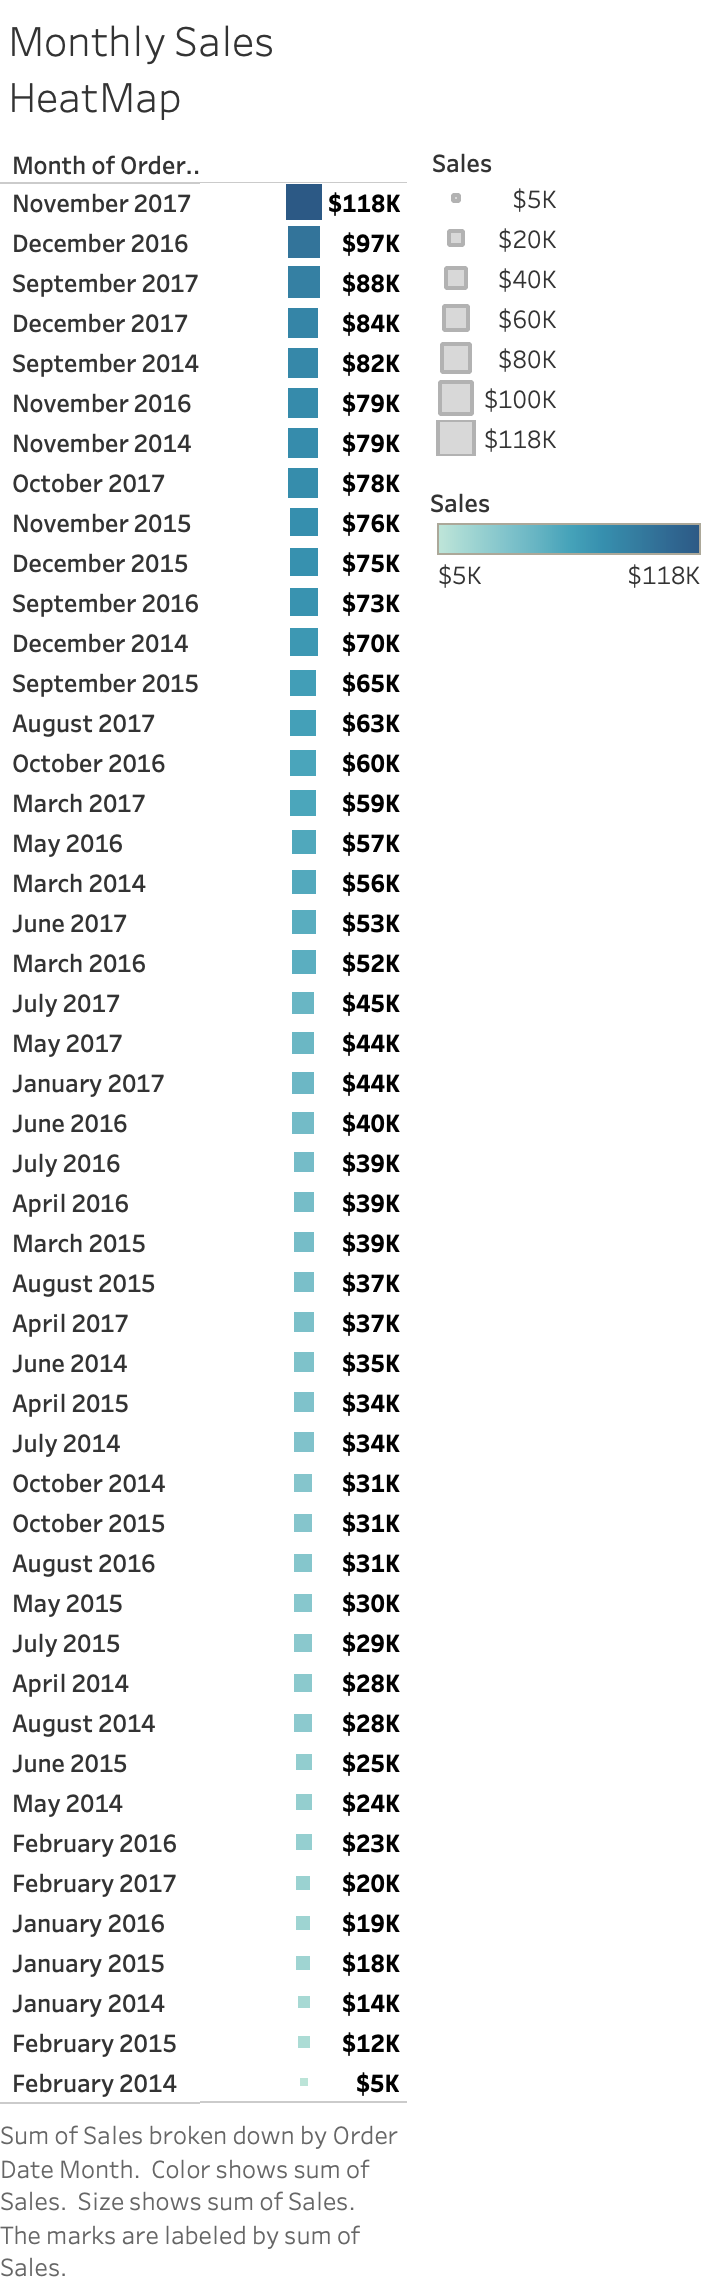 Monthly Sales
HeatMap
Month of Order..
November 2017 $118K
December 2016 $97K
September 2017 $88K
December 2017 $84K
September 2014 $82K
November 2016 $79K
November 2014 $79K
October 2017 $78K
November 2015 $76K
December 2015 $75K
September 2016 $73K
December 2014 $70K
September 2015 $65K
August 2017 $63K
October 2016 $60K
March 2017 $59K
May 2016 $57K
March 2014 $56K
June 2017 $53K
March 2016 $52K
July 2017 $45K
May 2017 $44K
January 2017 $44K
June 2016 $40K
July 2016 $39K
April 2016 $39K
March 2015 $39K
August 2015 $37K
April 2017 $37K
June 2014 $35K
April 2015 $34K
July 2014 $34K
October 2014 $31K
October 2015 $31K
August 2016 $31K
May 2015 $30K
July 2015 $29K
April 2014 $28K
August 2014 $28K
June 2015 $25K
May 2014 $24K
February 2016 $23K
February 2017 $20K
January 2016 $19K
January 2015 $18K
January 2014 $14K
February 2015 $12K
February 2014 $5K
Sales
$5K
$20K
$40K
$60K
$80K
$100K
$118K
Sales
$5K $118K
Sum of Sales broken down by Order
Date Month.  Color shows sum of
Sales.  Size shows sum of Sales.
The marks are labeled by sum of
Sales.